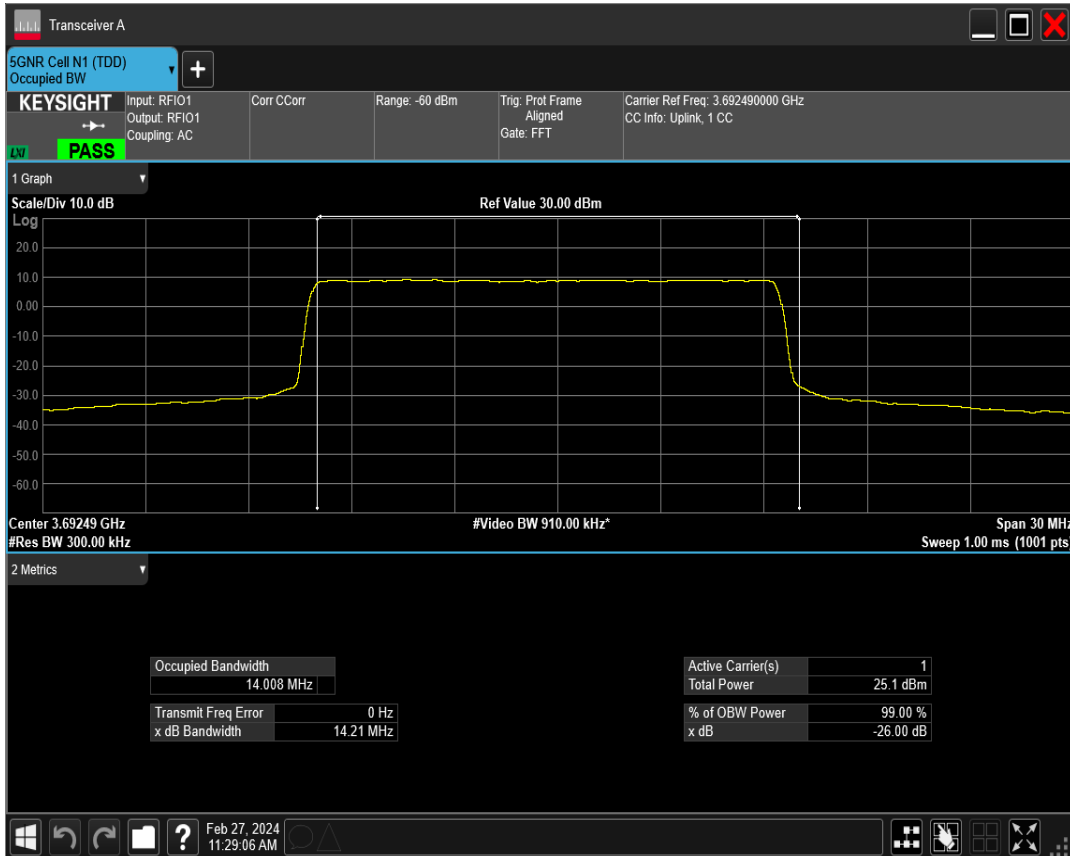 Transceiver A
5GNR Cell N1 (TDD)
Occupied BW
+
KEYSIGHT
LXI
PASS
Input: RFIO1
Output: RFIO1
Coupling: AC
Corr CCorr
Range: -60 dBm
Trig: Prot Frame
Aligned
Gate: FFT
Carrier Ref Freq: 3.692490000 GHz
CC Info: Uplink, 1 CC
1 Graph
Scale/Div 10.0 dB
Ref Value 30.00 dBm
Log
20.0
10.0
0.00
-10.0
-20.0
-30.0
-40.0
-50.0
-60.0
Center 3.69249 GHz
#Video BW 910.00 kHz*
Span 30 MHz
#Res BW 300.00 kHz
Sweep 1.00 ms (1001 pts)
2 Metrics
Occupied Bandwidth
14.008 MHz
Transmit Freq Error 0 Hz
x dB Bandwidth 14.21 MHz
Active Carrier(s) 1
Total Power 25.1 dBm
% of OBW Power 99.00 %
x dB -26.00 dB
?
Feb 27, 2024
11:29:06 AM